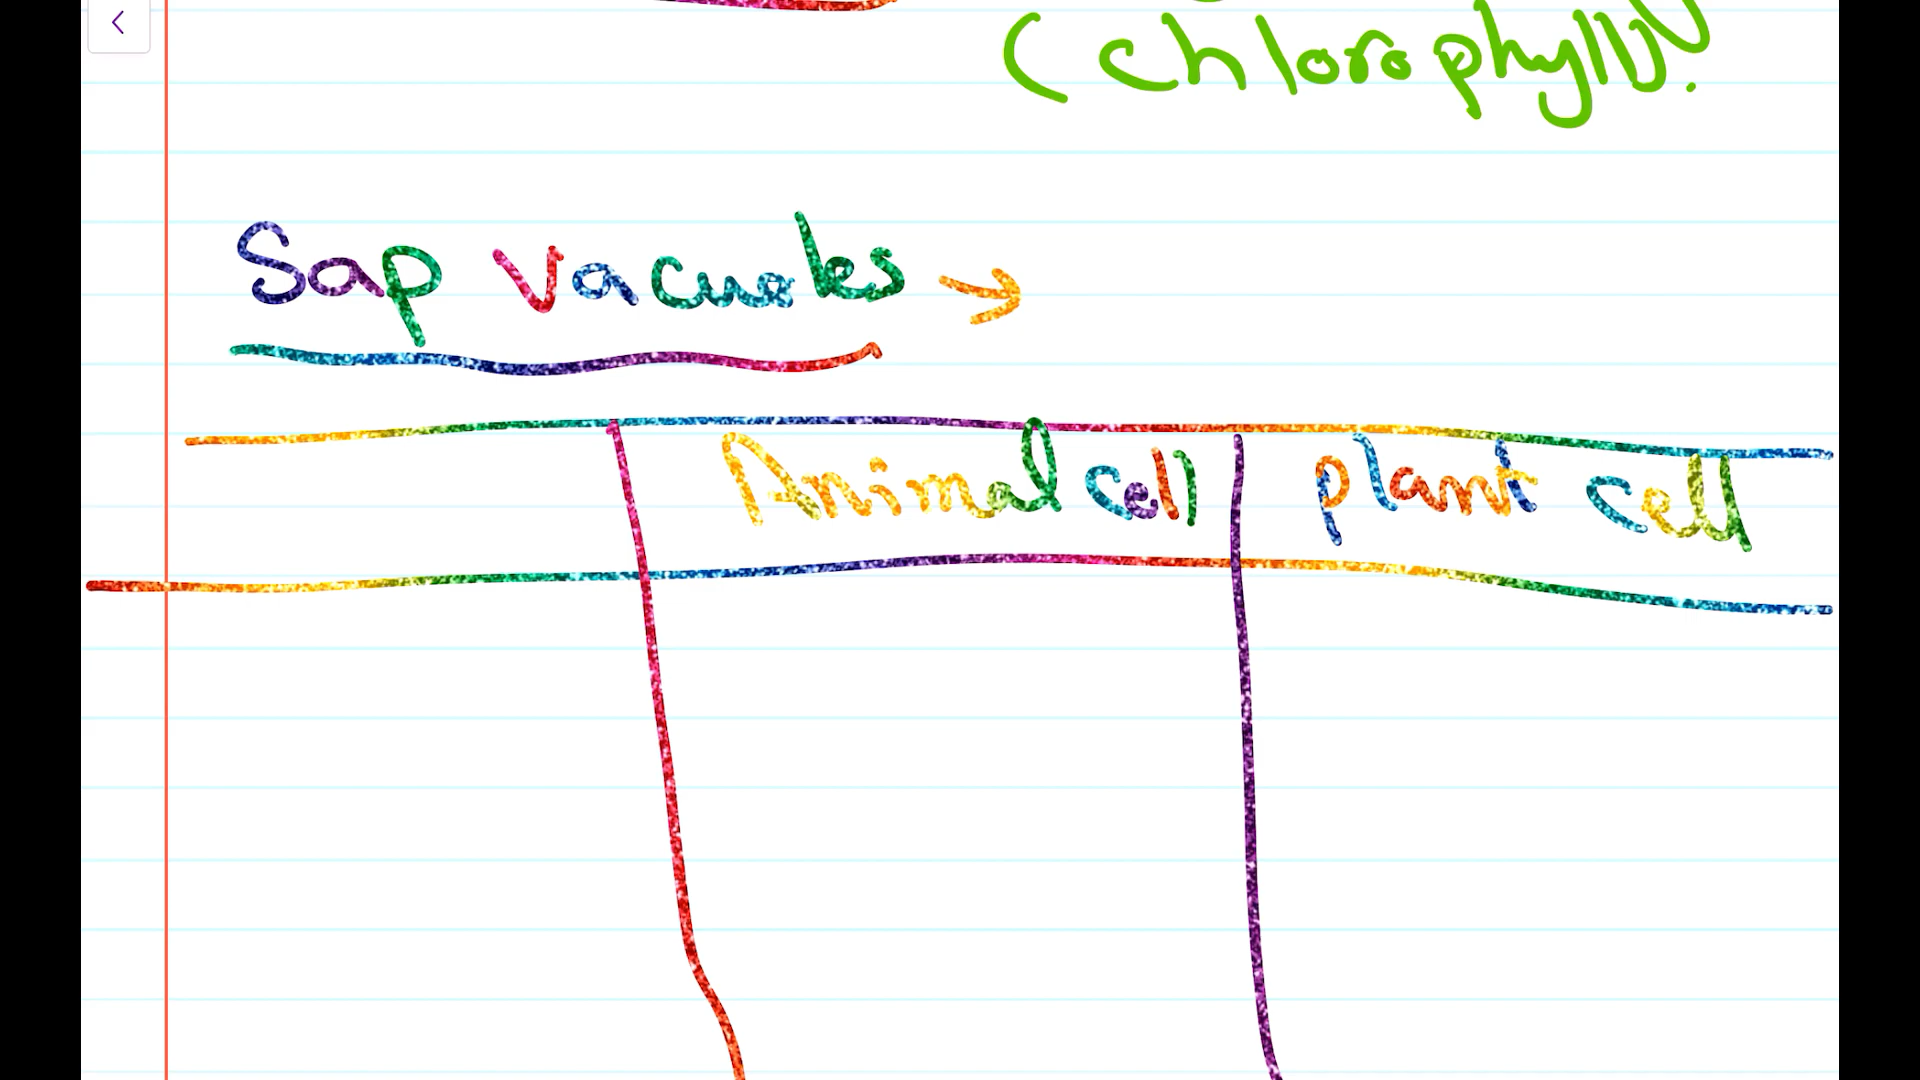 (chlorophyll).
Sap vacuoles →
Animal cell plant cell